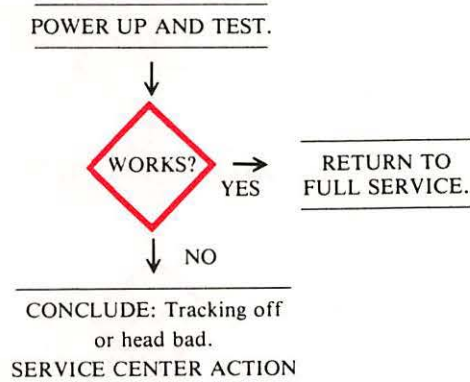 POWER UP AND TEST.
WORKS?
YES
RETURN TO
FULL SERVICE.
NO
CONCLUDE: Tracking off
or head bad.
SERVICE CENTER ACTION